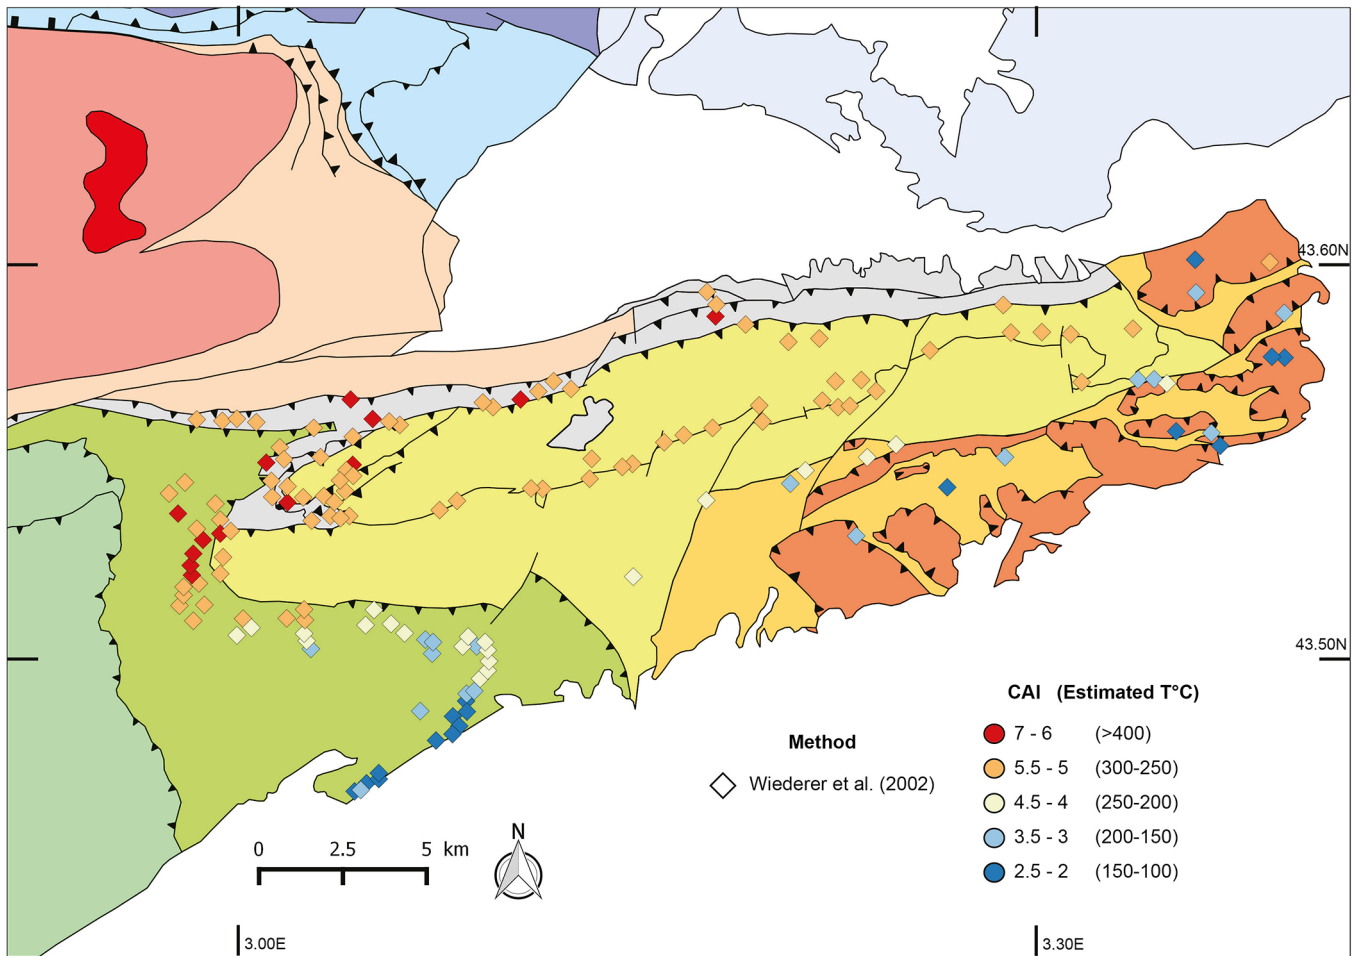 43.60N
43.50N
CAI (Estimated T°C)
Method
7 - 6 (>400)
5.5 - 5 (300-250)
Wiederer et al. (2002)
4.5 - 4 (250-200)
3.5 - 3 (200-150)
2.5 - 2 (150-100)
N
0 2.5 5 km
3.00E
3.30E